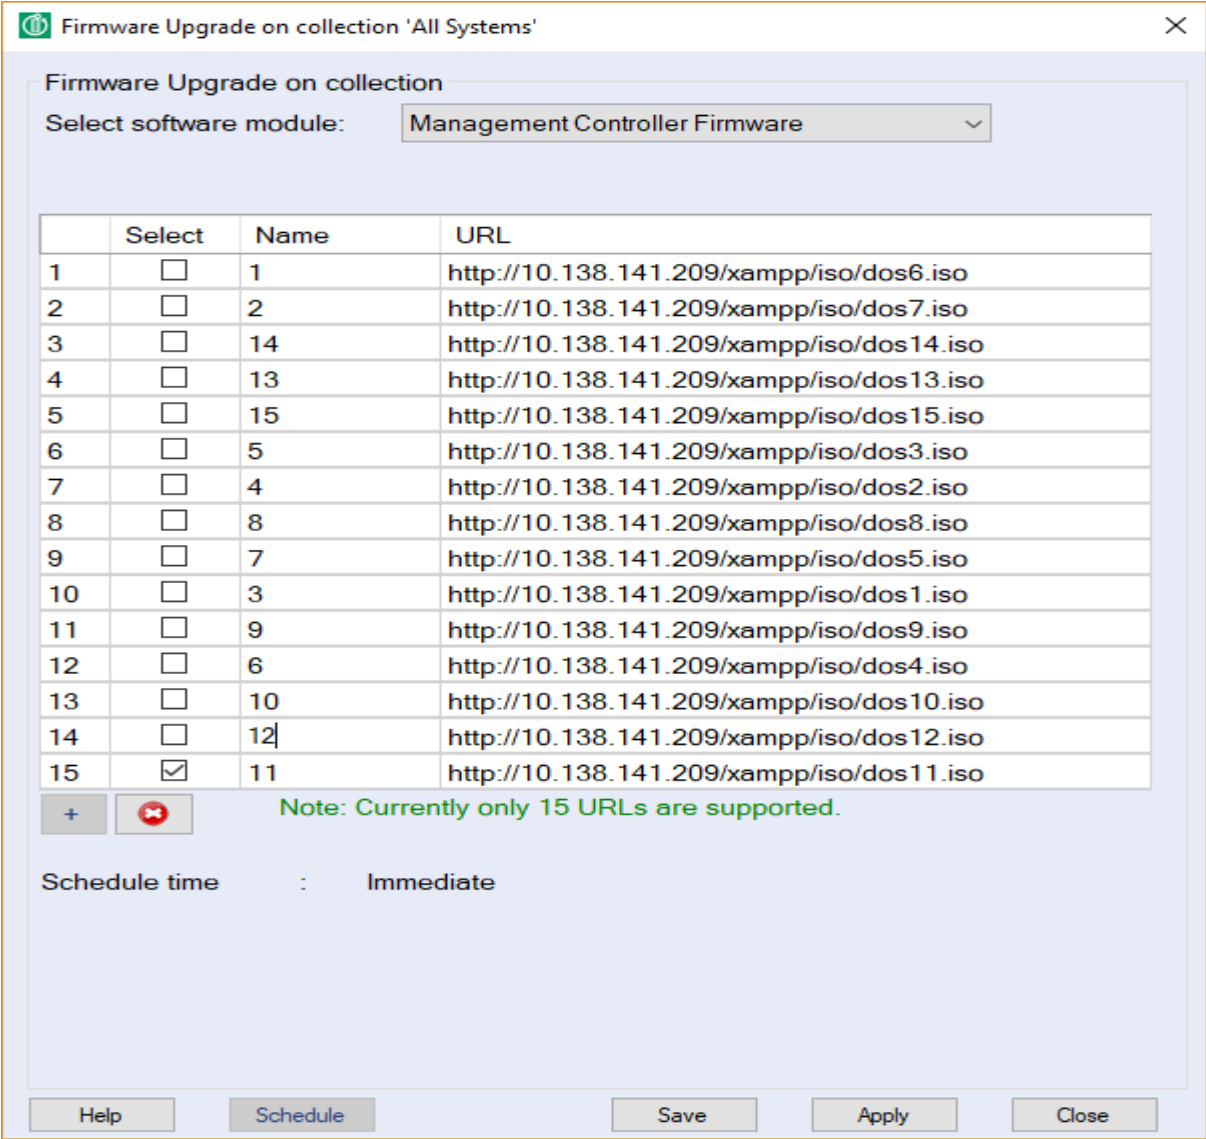 Firmware Upgrade on collection 'All Systems'
Firmware Upgrade on collection
Select software module: Management Controller Firmware
Select Name URL
1 1 http://10.138.141.209/xampp/iso/dos6.iso
2 2 http://10.138.141.209/xampp/iso/dos7.iso
3 14 http://10.138.141.209/xampp/iso/dos14.iso
4 13 http://10.138.141.209/xampp/iso/dos13.iso
5 15 http://10.138.141.209/xampp/iso/dos15.iso
6 5 http://10.138.141.209/xampp/iso/dos3.iso
7 4 http://10.138.141.209/xampp/iso/dos2.iso
8 8 http://10.138.141.209/xampp/iso/dos8.iso
9 7 http://10.138.141.209/xampp/iso/dos5.iso
10 3 http://10.138.141.209/xampp/iso/dos1.iso
11 9 http://10.138.141.209/xampp/iso/dos9.iso
12 6 http://10.138.141.209/xampp/iso/dos4.iso
13 10 http://10.138.141.209/xampp/iso/dos10.iso
14 12 http://10.138.141.209/xampp/iso/dos12.iso
15 11 http://10.138.141.209/xampp/iso/dos11.iso
+ Note: Currently only 15 URLs are supported.
Schedule time : Immediate
Help Schedule Save Apply Close